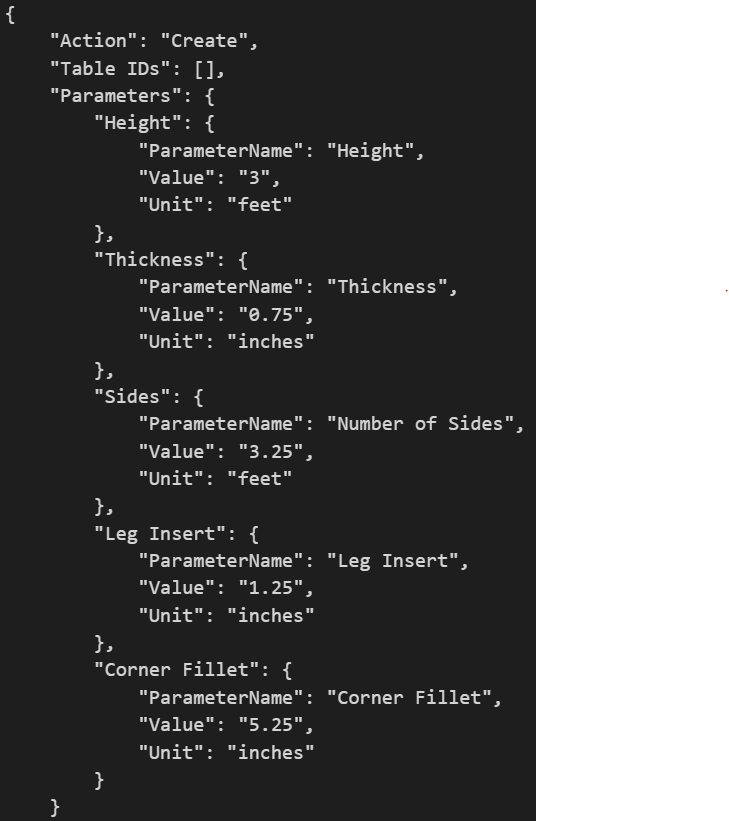 {
    "Action": "Create",
    "Table IDs": [],
    "Parameters": {
        "Height": {
            "ParameterName": "Height",
            "Value": "3",
            "Unit": "feet"
        },
        "Thickness": {
            "ParameterName": "Thickness",
            "Value": "0.75",
            "Unit": "inches"
        },
        "Sides": {
            "ParameterName": "Number of Sides",
            "Value": "3.25",
            "Unit": "feet"
        },
        "Leg Insert": {
            "ParameterName": "Leg Insert",
            "Value": "1.25",
            "Unit": "inches"
        },
        "Corner Fillet": {
            "ParameterName": "Corner Fillet",
            "Value": "5.25",
            "Unit": "inches"
        }
    }